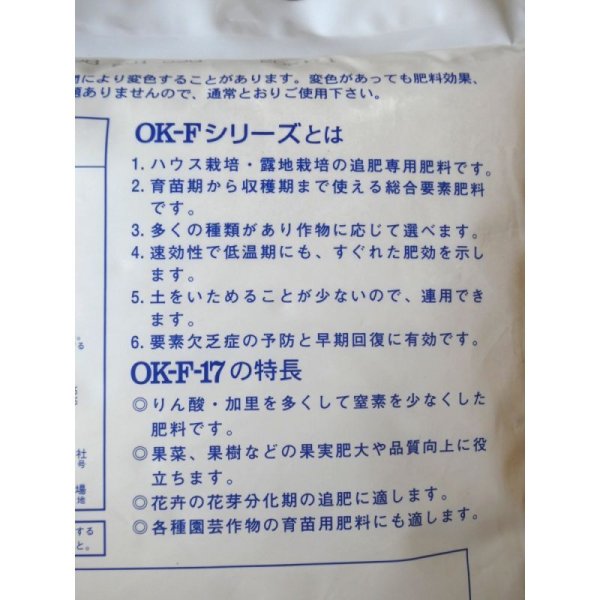 により変色することがあります。変色があっても肥料効果、
ありませんので、通常とおりご使用下さい。
OK-Fシリーズとは
1. ハウス栽培・露地栽培の追肥専用肥料です。
2. 育苗期から収穫期まで使える総合要素肥料
です。
3. 多くの種類があり作物に応じて選べます。
4. 速効性で低温期にも、すぐれた肥効を示し
ます。
5. 土をいためることが少ないので、連用でき
ます。
6. 要素欠乏症の予防と早期回復に有効です。
OK-F-17の特長
◎りん酸・加里を多くして窒素を少なくした
肥料です。
◎果菜、果樹などの果実肥大や品質向上に役
立ちます。
◎花卉の花芽分化期の追肥に適します。
◎各種園芸作物の育苗用肥料にも適します。
る
社
号
場
地
する
と。